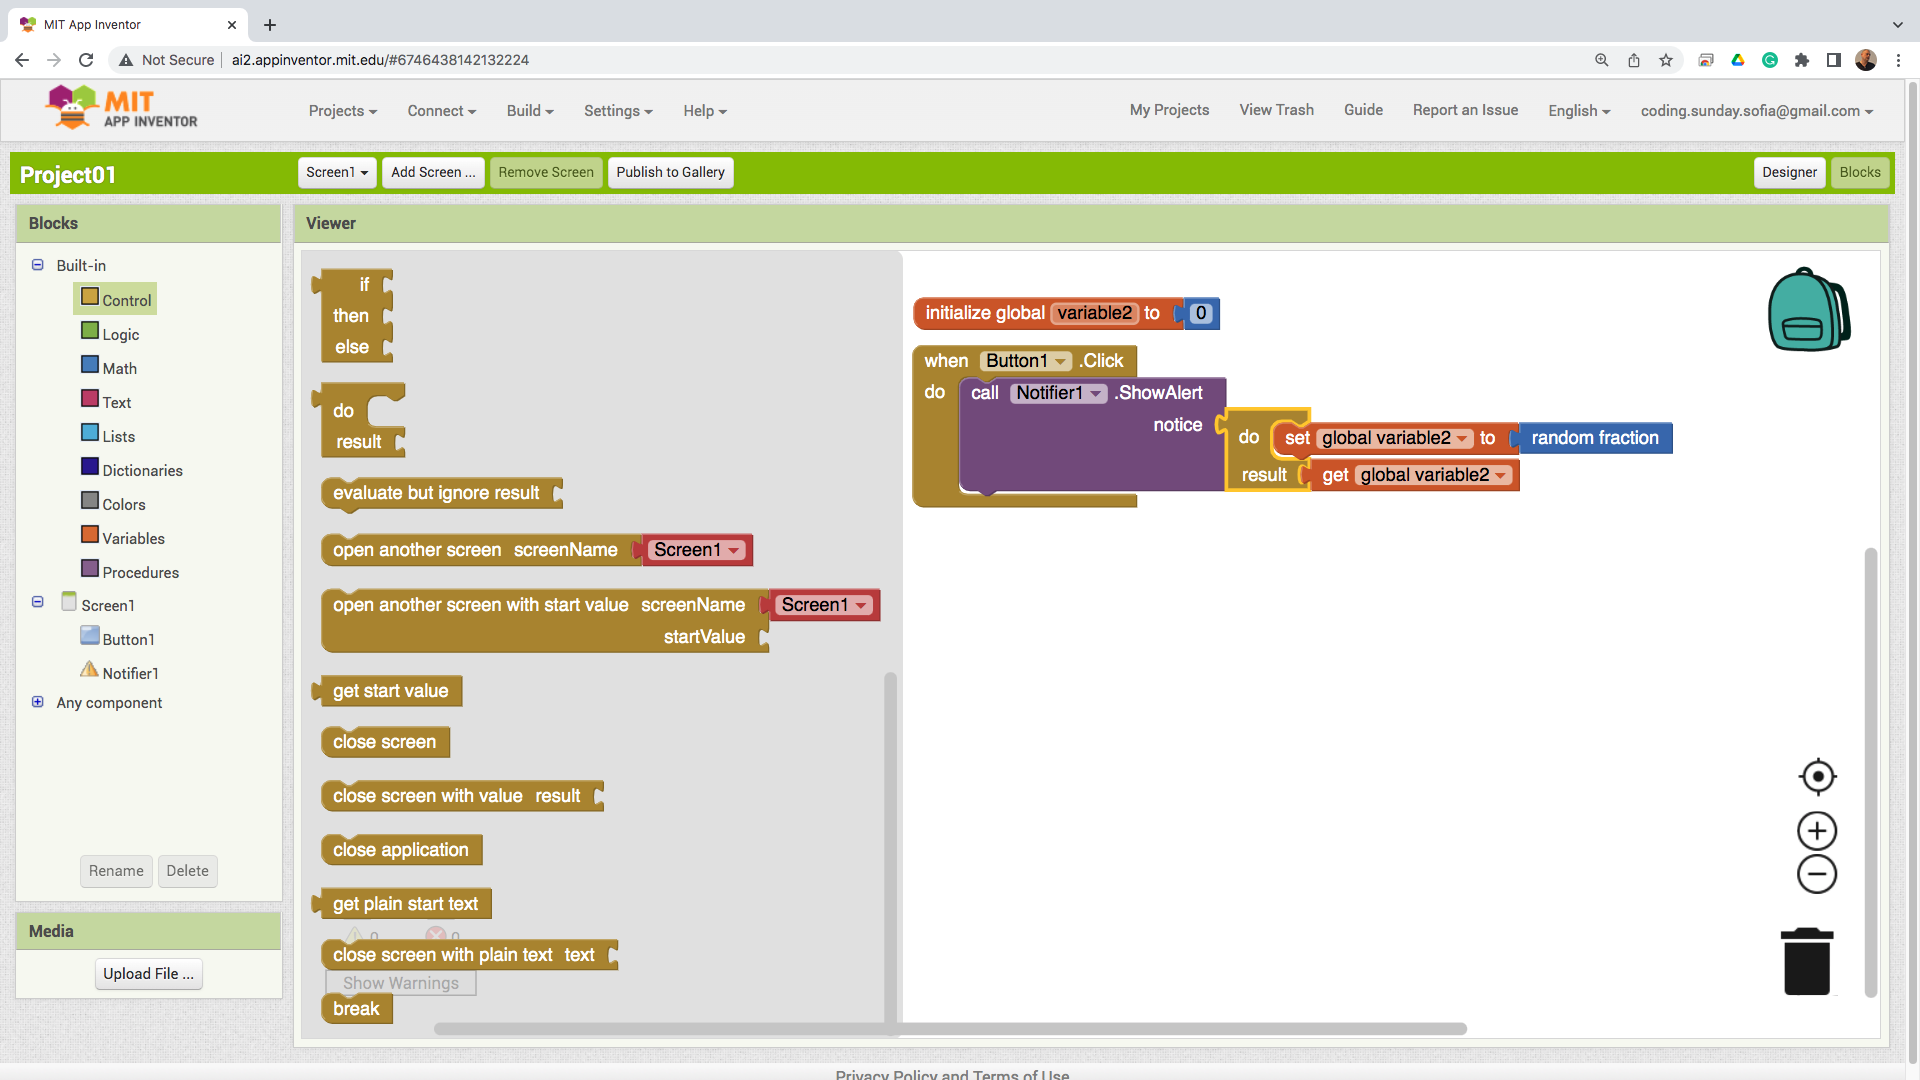 MIT App Inventor
Not Secure
ai2.appinventor.mit.edu/#6746438142132224
MIT
APP INVENTOR
Projects
Connect
Build
Settings
Help
My Projects
View Trash
Guide
Report an Issue
English
coding.sunday.sofia@gmail.com
Project01
Screen1
Add Screen ...
Remove Screen
Publish to Gallery
Designer
Blocks
Blocks
Built-in
Control
Logic
Math
Text
Lists
Dictionaries
Colors
Variables
Procedures
Screen1
Button1
Notifier1
Any component
Rename
Delete
Media
Upload File ...
Viewer
if
then
else
do
result
evaluate but ignore result
open another screen screenName Screen1
open another screen with start value screenName Screen1
startValue
get start value
close screen
close screen with value result
close application
get plain start text
0 0
close screen with plain text text
Show Warnings
break
initialize global variable2 to 0
when Button1 .Click
do call Notifier1 .ShowAlert
notice
do set global variable2 to random fraction
result get global variable2
Privacy Policy and Terms of Use